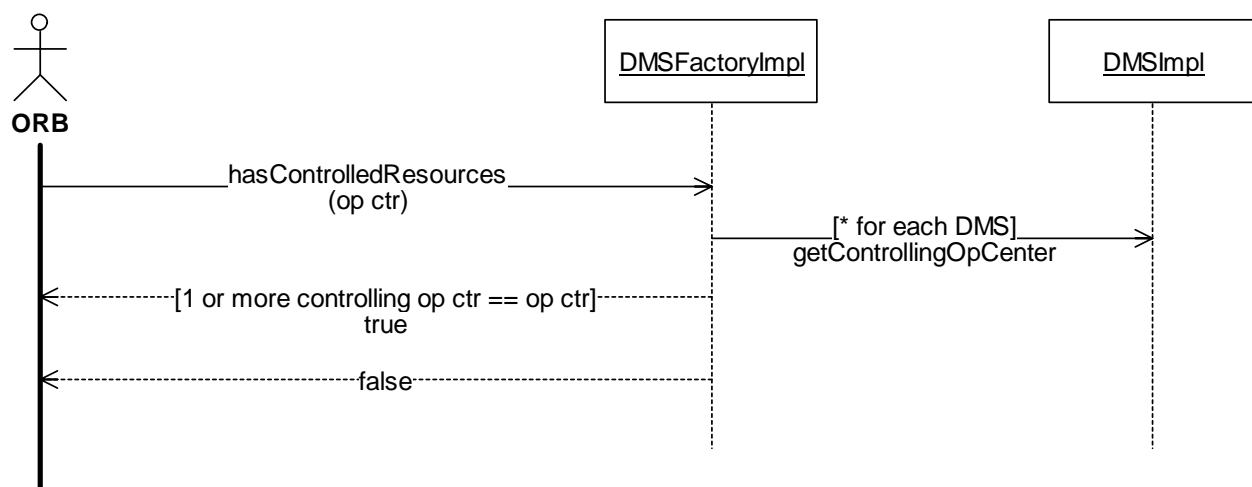 DMSFactoryImpl
DMSImpl
ORB
hasControlledResources
(op ctr)
[* for each DMS]
getControllingOpCenter
[1 or more controlling op ctr == op ctr]
true
false